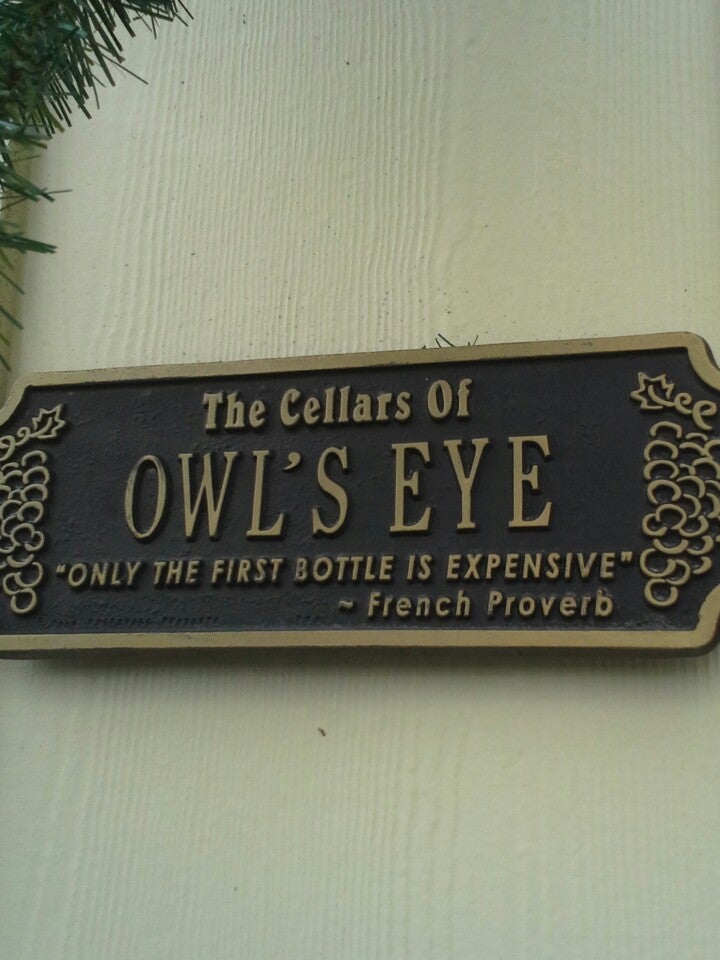 The Cellars Of
OWL'S EYE
"ONLY THE FIRST BOTTLE IS EXPENSIVE"
~ French Proverb